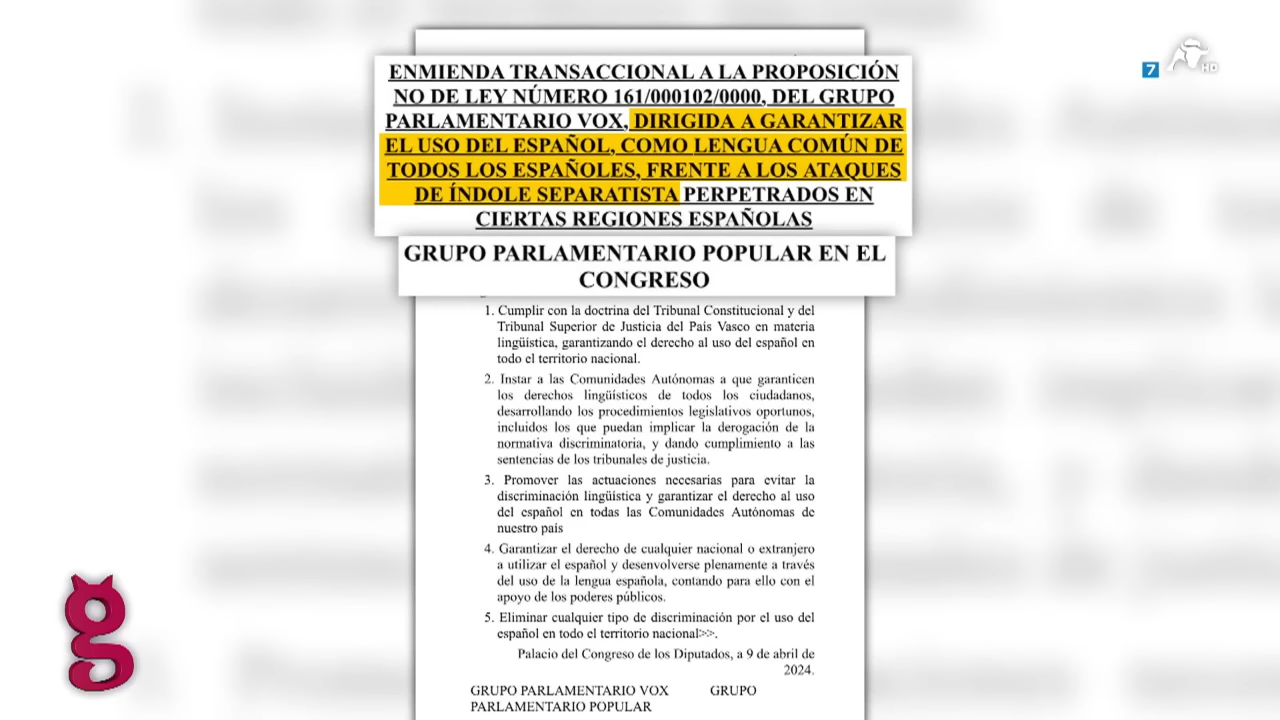 7
HD
ENMIENDA TRANSACCIONAL A LA PROPOSICIÓN
NO DE LEY NÚMERO 161/000102/0000, DEL GRUPO
PARLAMENTARIO VOX, DIRIGIDA A GARANTIZAR
EL USO DEL ESPAÑOL, COMO LENGUA COMÚN DE
TODOS LOS ESPAÑOLES, FRENTE A LOS ATAQUES
DE ÍNDOLE SEPARATISTA PERPETRADOS EN
CIERTAS REGIONES ESPAÑOLAS
GRUPO PARLAMENTARIO POPULAR EN EL
CONGRESO
1. Cumplir con la doctrina del Tribunal Constitucional y del
Tribunal Superior de Justicia del País Vasco en materia
lingüística, garantizando el derecho al uso del español en
todo el territorio nacional.
2. Instar a las Comunidades Autónomas a que garanticen
los derechos lingüísticos de todos los ciudadanos,
desarrollando los procedimientos legislativos oportunos,
incluidos los que puedan implicar la derogación de la
normativa discriminatoria, y dando cumplimiento a las
sentencias de los tribunales de justicia.
3. Promover las actuaciones necesarias para evitar la
discriminación lingüística y garantizar el derecho al uso
del español en todas las Comunidades Autónomas de
nuestro país
4. Garantizar el derecho de cualquier nacional o extranjero
a utilizar el español y desenvolverse plenamente a través
del uso de la lengua española, contando para ello con el
apoyo de los poderes públicos.
5. Eliminar cualquier tipo de discriminación por el uso del
español en todo el territorio nacional>>.
Palacio del Congreso de los Diputados, a 9 de abril de
2024.
GRUPO PARLAMENTARIO VOX GRUPO
PARLAMENTARIO POPULAR
g